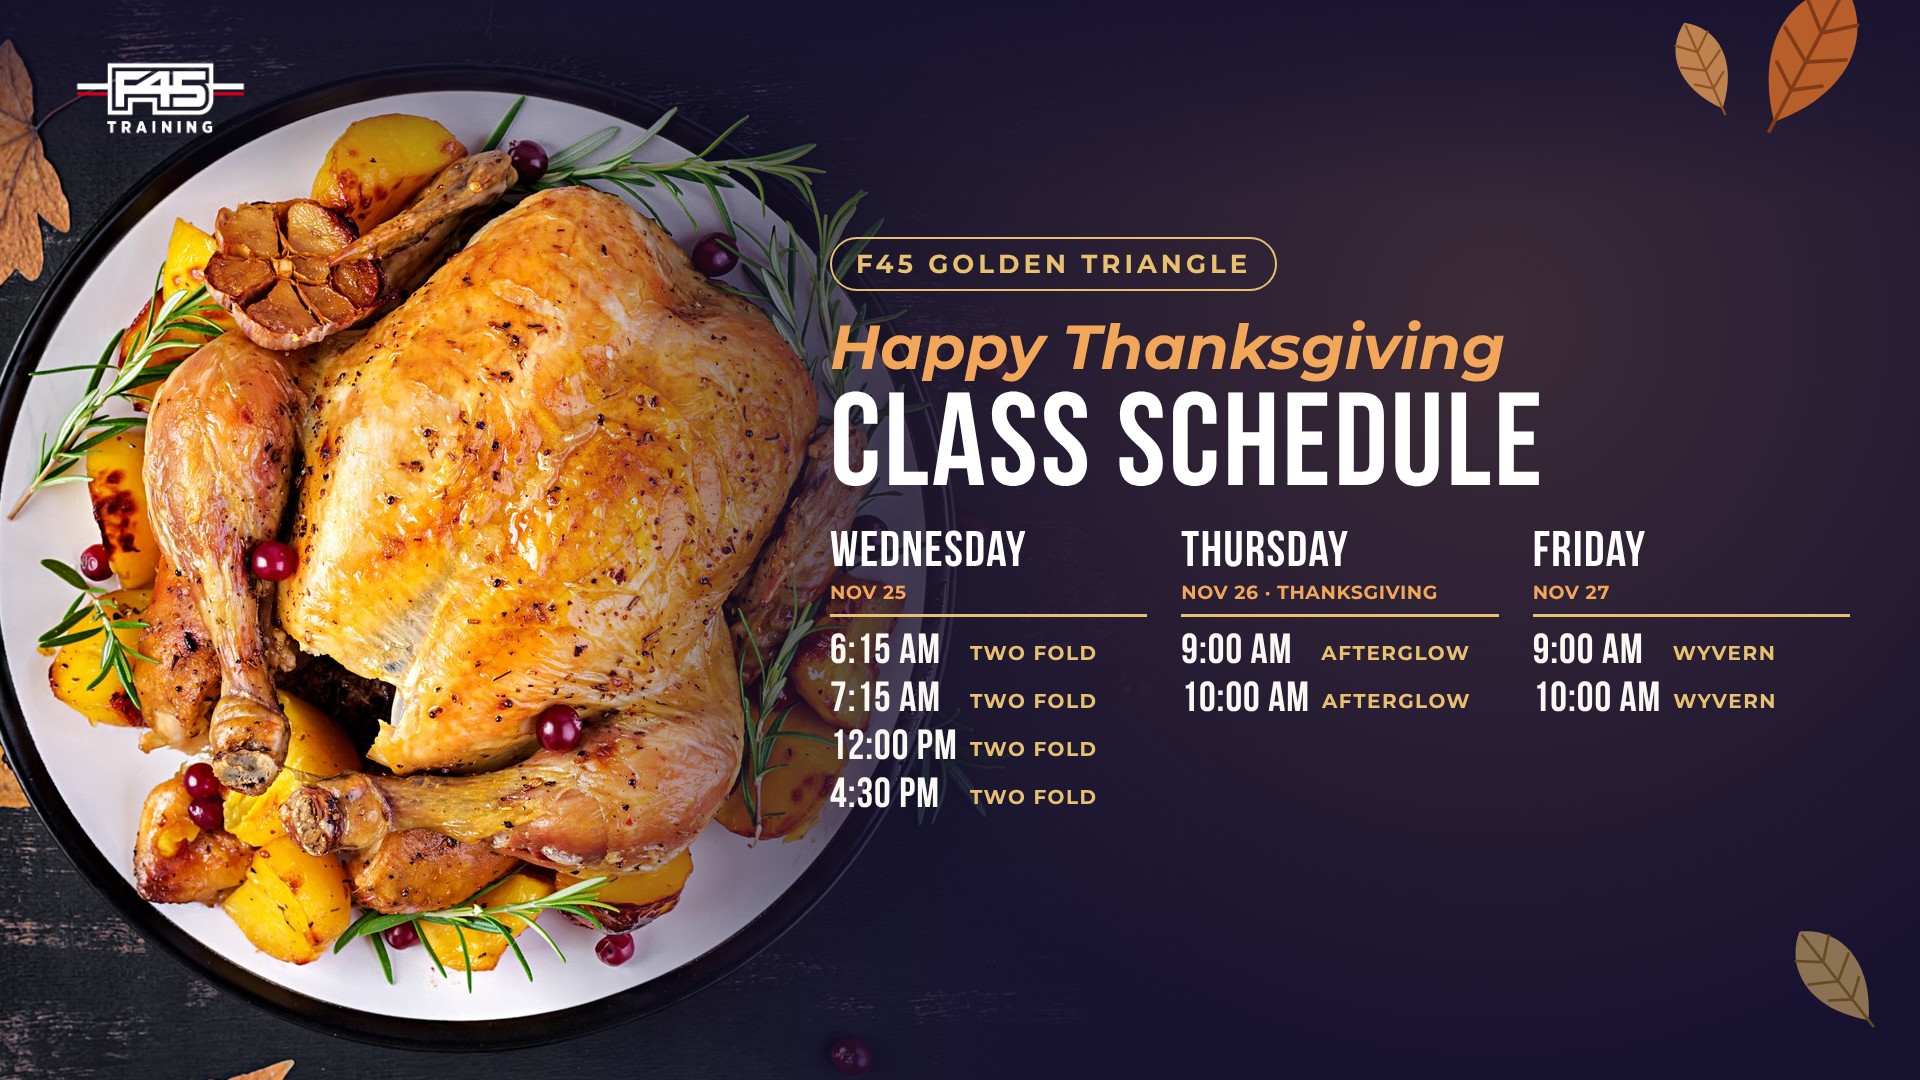 F45
TRAINING
F45 GOLDEN TRIANGLE
Happy Thanksgiving
CLASS SCHEDULE
WEDNESDAY
NOV 25
6:15 AM TWO FOLD
7:15 AM TWO FOLD
12:00 PM TWO FOLD
4:30 PM TWO FOLD
THURSDAY
NOV 26 · THANKSGIVING
9:00 AM AFTERGLOW
10:00 AM AFTERGLOW
FRIDAY
NOV 27
9:00 AM WYVERN
10:00 AM WYVERN